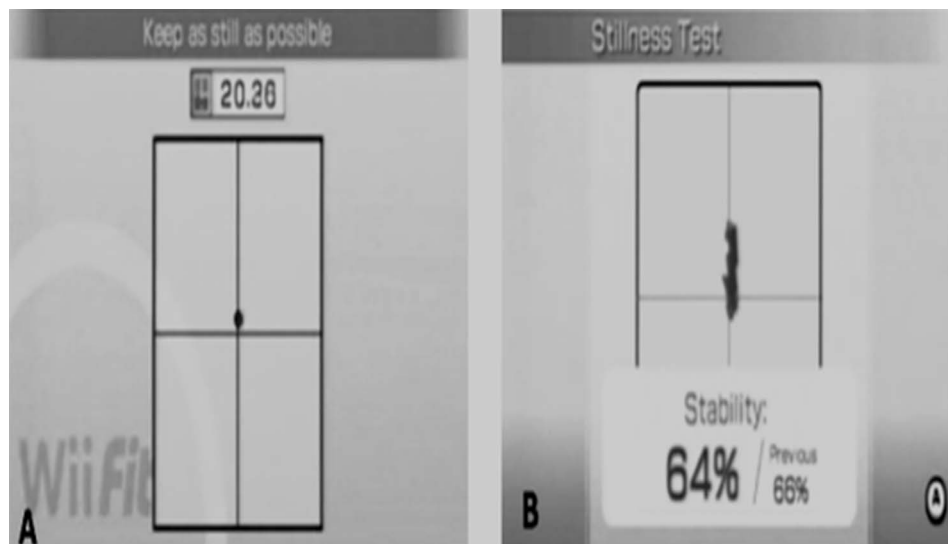 Keep as still as possible
20.26
WiiFit
A
Stillness Test
Stability:
64% / Previous
66%
B
A